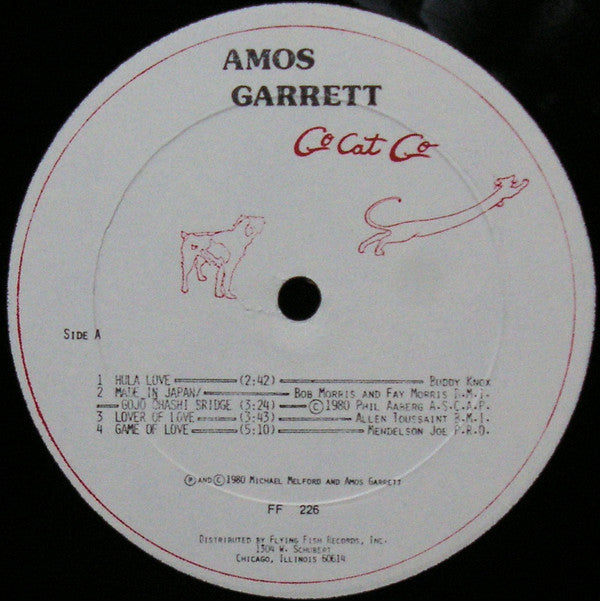 AMOS
GARRETT
Go Cat Go
SIDE A
1 HULA LOVE (2:42) BUDDY KNOX
2 MADE IN JAPAN/ BOB MORRIS AND FAY MORRIS B.M.I.
GOJO OHASHI SRIDGE (3:24) ©1980 PHIL AABERG A.S.C.A.P.
3 LOVER OF LOVE (3:43) ALLEN TOUSSAINT B.M.I.
4 GAME OF LOVE (5:10) MENDELSON JOE P.R.O.
℗ AND ©1980 MICHAEL MELFORD AND AMOS GARRETT
FF 226
DISTRIBUTED BY FLYING FISH RECORDS, INC.
1304 W. SCHUBERT
CHICAGO, ILLINOIS 60614